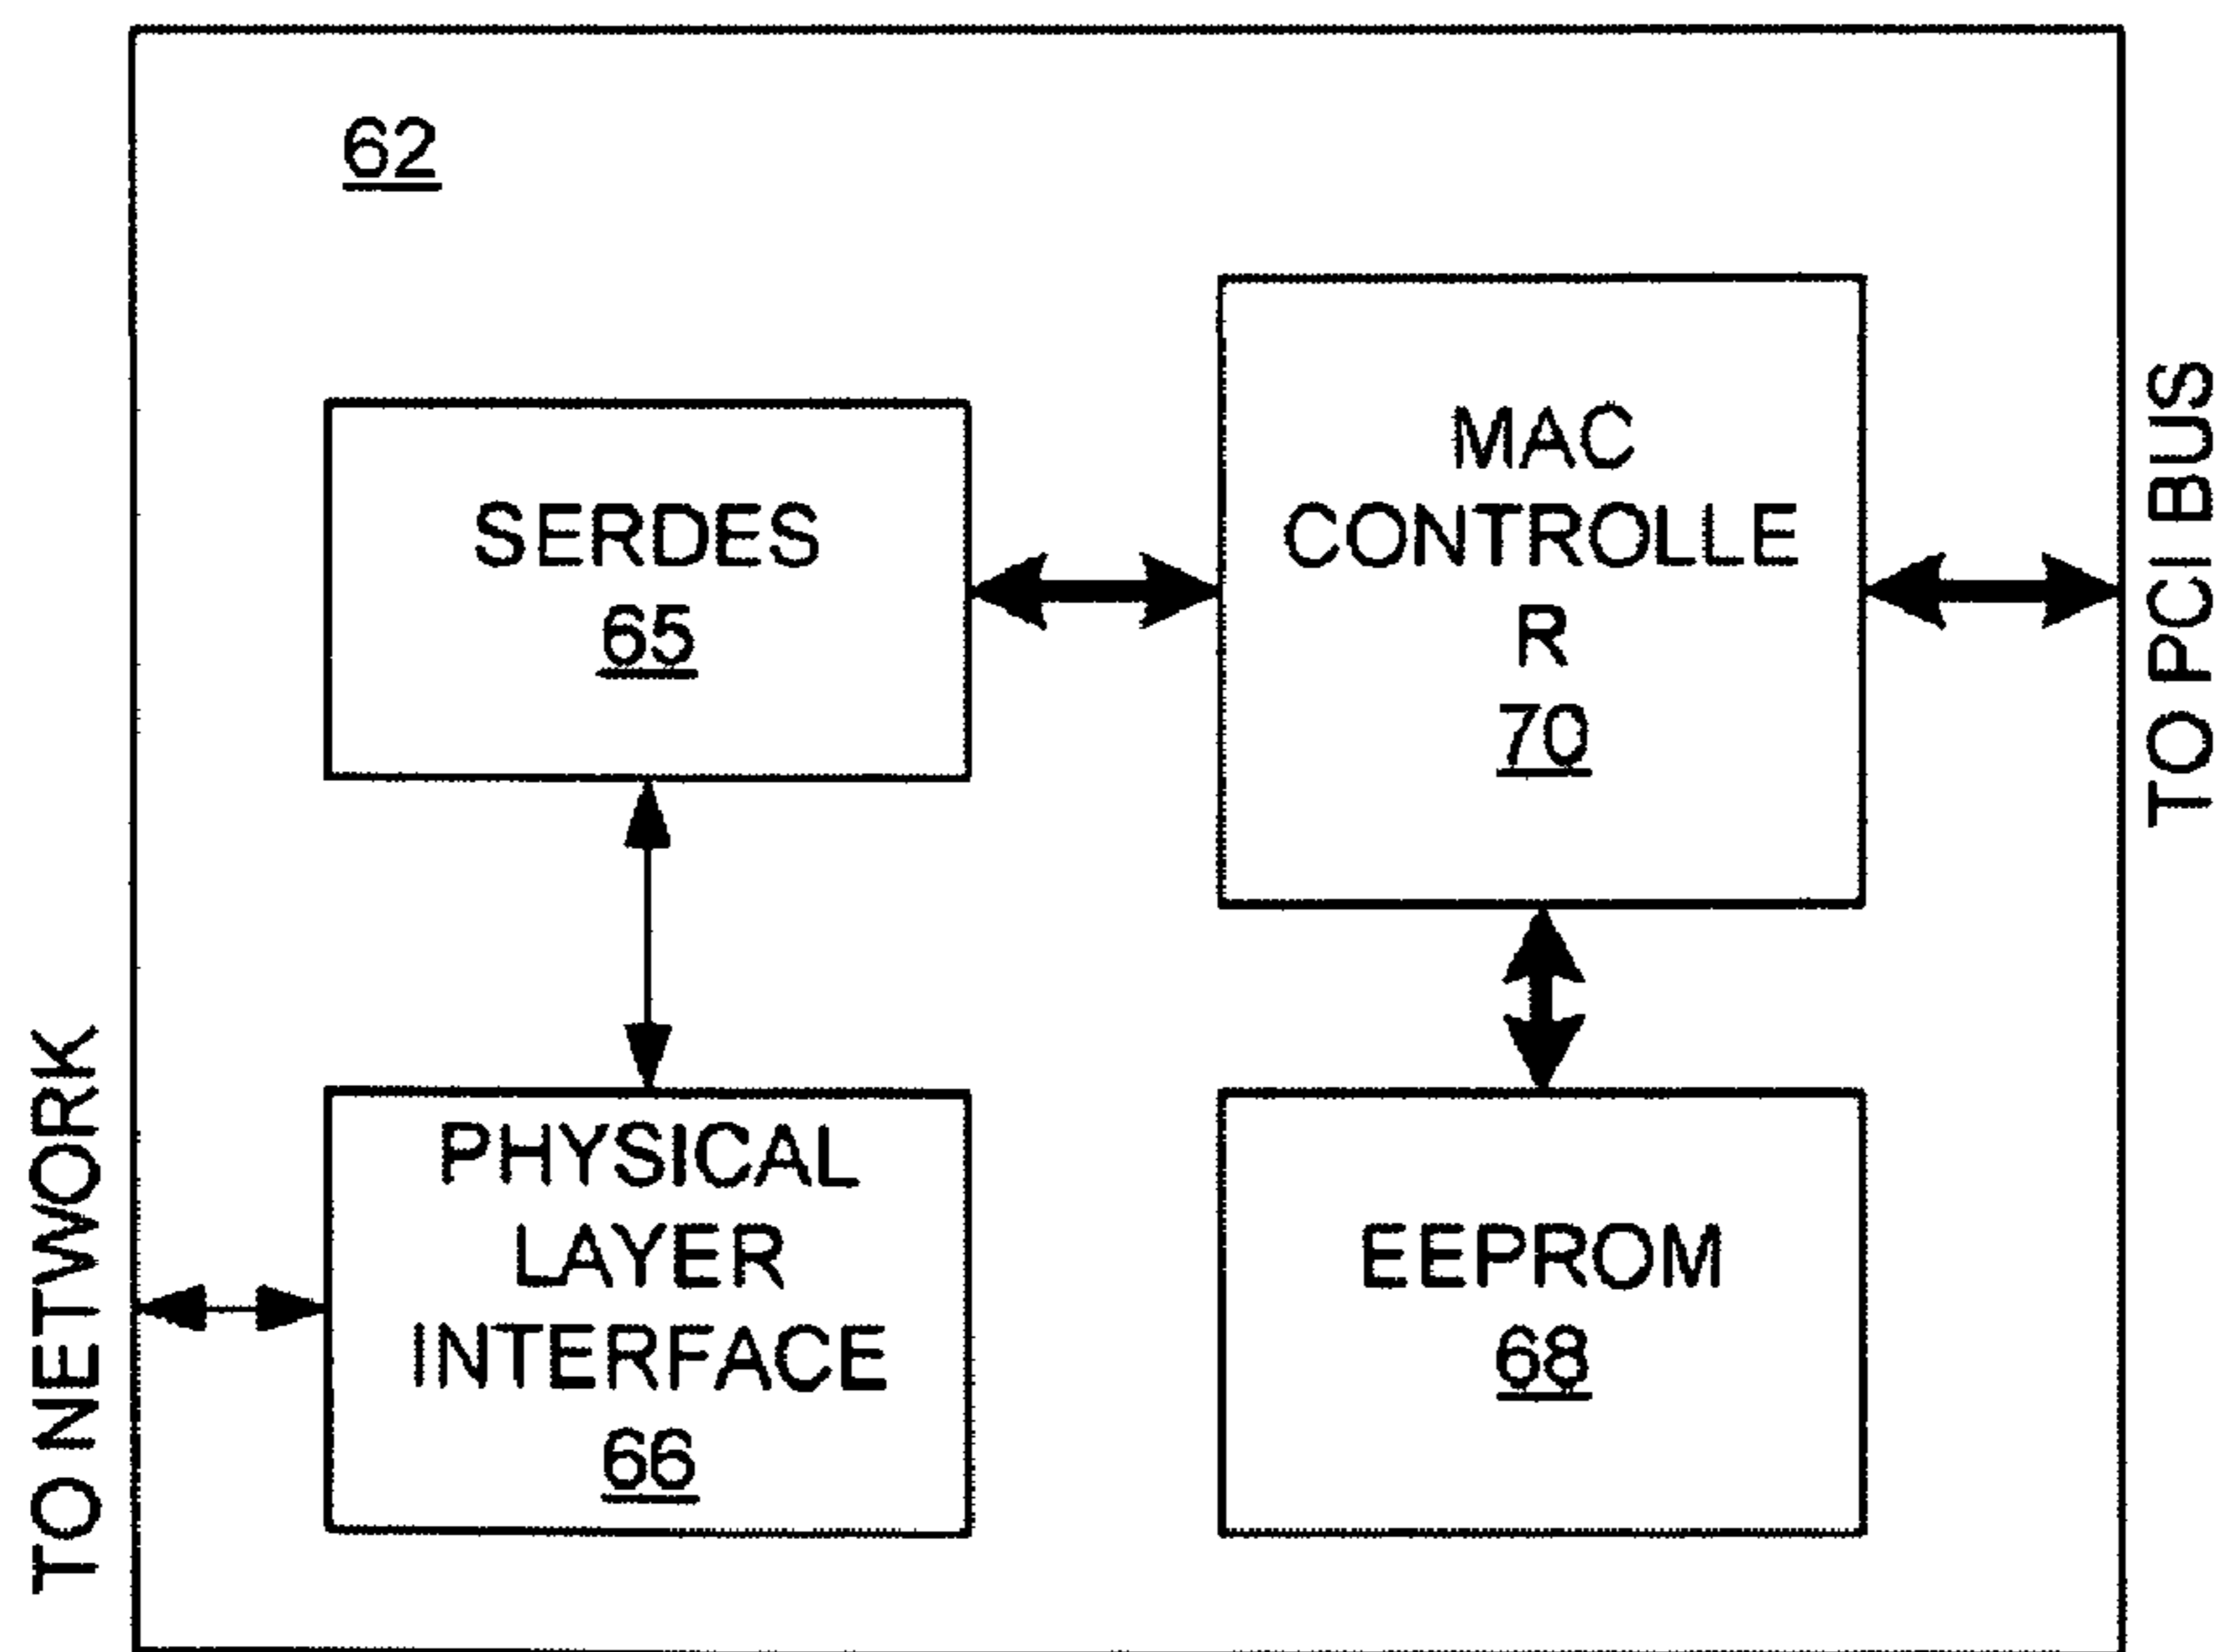 62
SERDES
65
MAC
CONTROLLE
R
70
TO PCI BUS
PHYSICAL
LAYER
INTERFACE
66
EEPROM
68
TO NETWORK